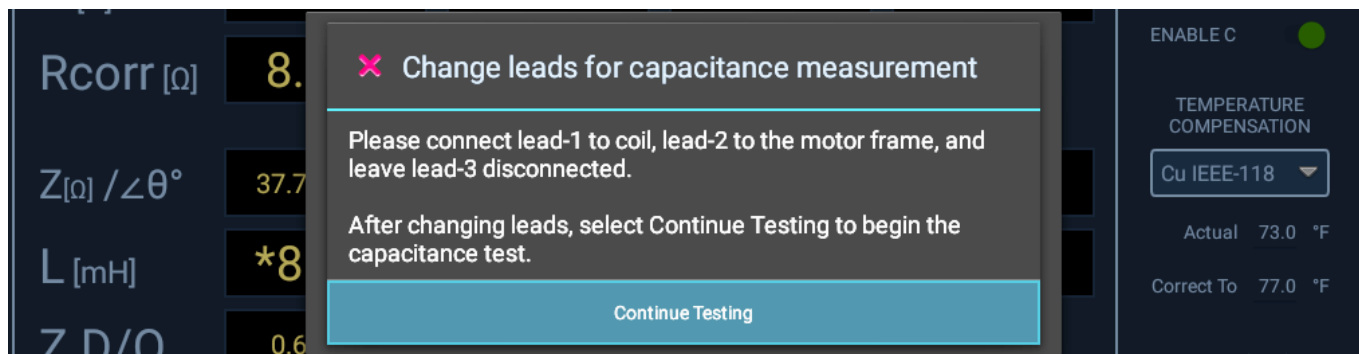 Rcorr [Ω]
8.
Z[Ω] /∠θ°
37.7
L [mH]
*8
Z D/Q
0.6
Change leads for capacitance measurement
Please connect lead-1 to coil, lead-2 to the motor frame, and
leave lead-3 disconnected.
After changing leads, select Continue Testing to begin the
capacitance test.
Continue Testing
ENABLE C
TEMPERATURE
COMPENSATION
Cu IEEE-118
Actual 73.0 °F
Correct To 77.0 °F